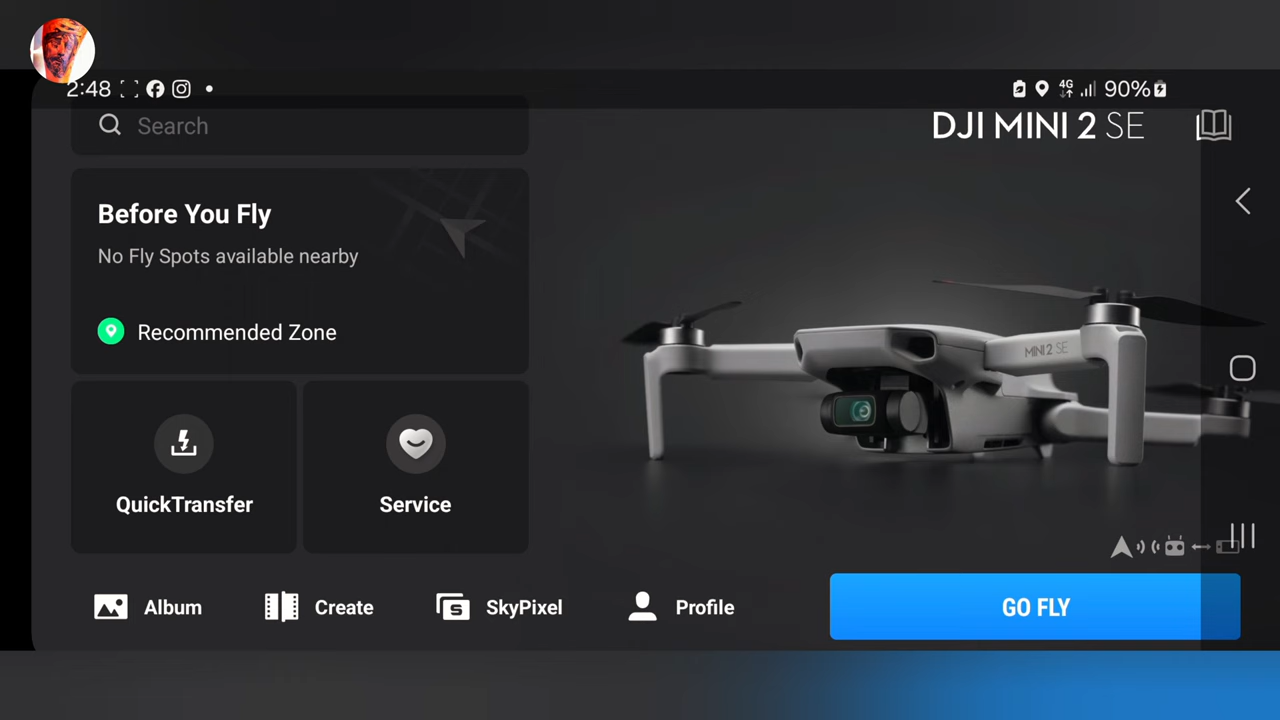 2:48
4G
90%
Search
DJI MINI 2 SE
Before You Fly
No Fly Spots available nearby
Recommended Zone
MINI 2 SE
QuickTransfer
Service
Album
Create
SkyPixel
Profile
GO FLY